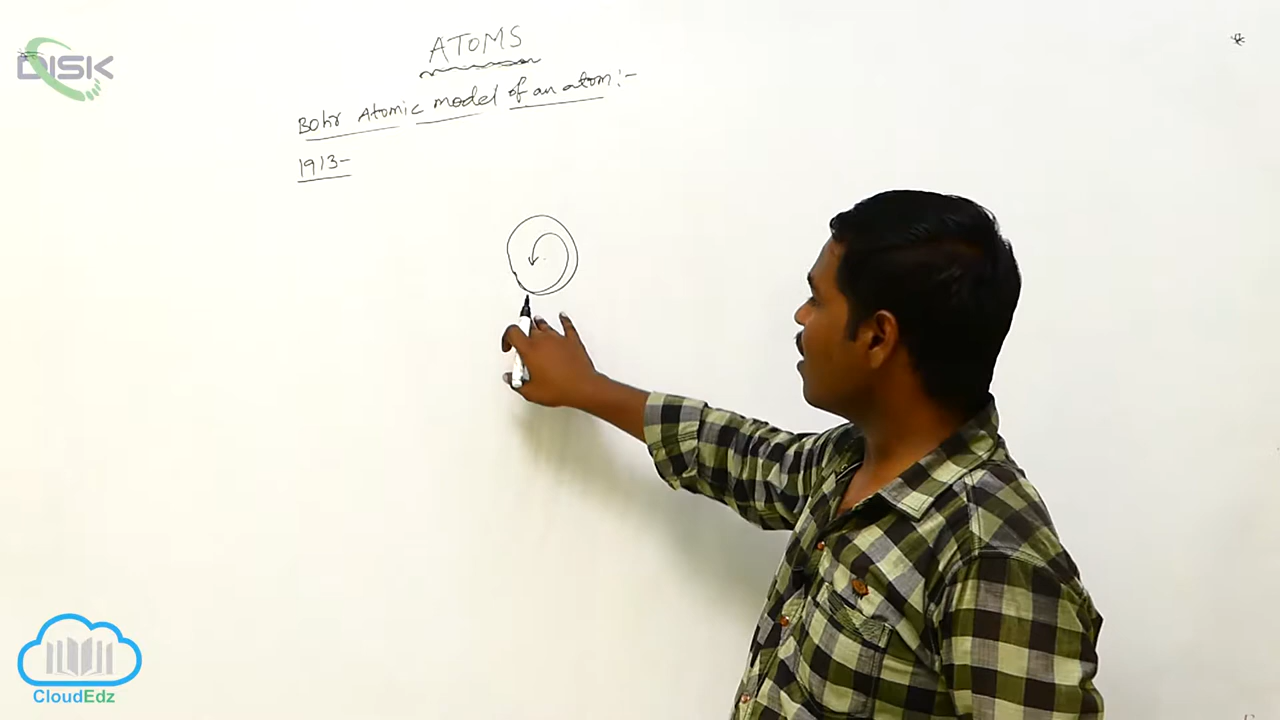 ATOMS
DISK
Bohr Atomic model of an atom:-
1913-
CloudEdz